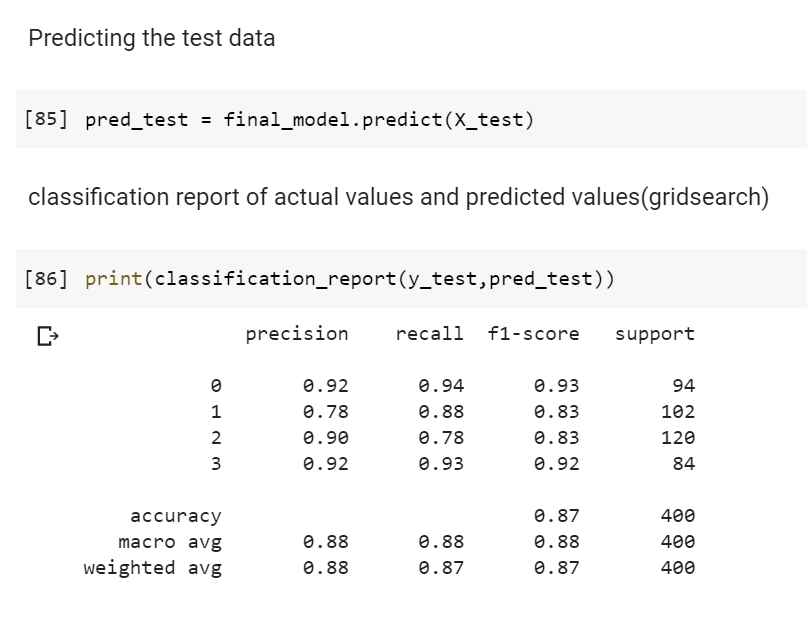 Predicting the test data
[85] pred_test = final_model.predict(X_test)
classification report of actual values and predicted values(gridsearch)
[86] print(classification_report(y_test,pred_test))
precision recall f1-score support
0 0.92 0.94 0.93 94
1 0.78 0.88 0.83 102
2 0.90 0.78 0.83 120
3 0.92 0.93 0.92 84
accuracy 0.87 400
macro avg 0.88 0.88 0.88 400
weighted avg 0.88 0.87 0.87 400